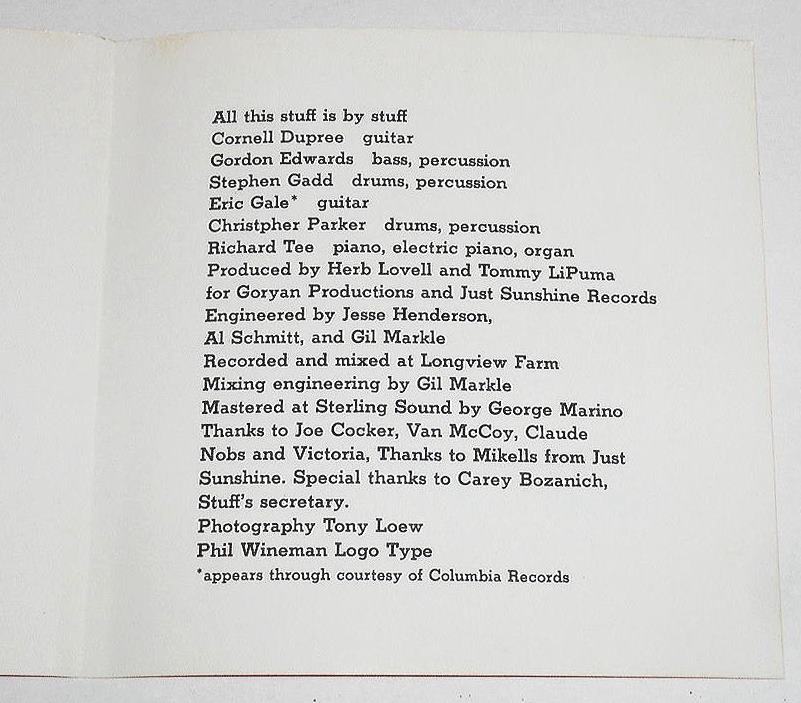 All this stuff is by stuff
Cornell Dupree guitar
Gordon Edwards bass, percussion
Stephen Gadd drums, percussion
Eric Gale* guitar
Christpher Parker drums, percussion
Richard Tee piano, electric piano, organ
Produced by Herb Lovell and Tommy LiPuma
for Goryan Productions and Just Sunshine Records
Engineered by Jesse Henderson,
Al Schmitt, and Gil Markle
Recorded and mixed at Longview Farm
Mixing engineering by Gil Markle
Mastered at Sterling Sound by George Marino
Thanks to Joe Cocker, Van McCoy, Claude
Nobs and Victoria, Thanks to Mikells from Just
Sunshine. Special thanks to Carey Bozanich,
Stuff's secretary.
Photography Tony Loew
Phil Wineman Logo Type
*appears through courtesy of Columbia Records